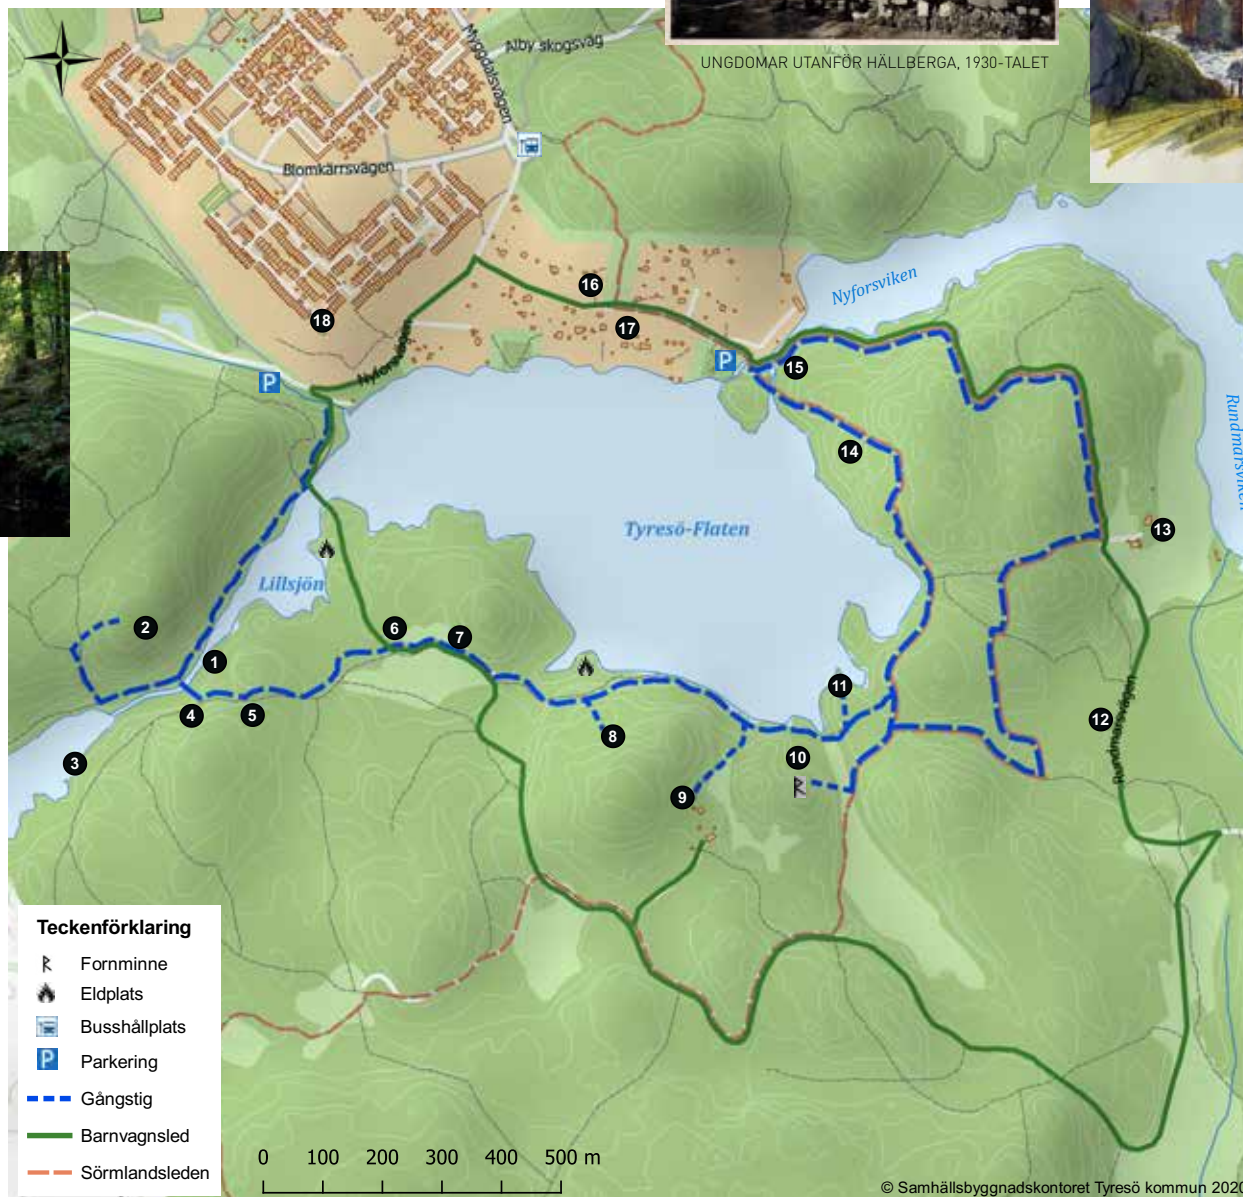 UNGDOMAR UTANFÖR HÄLLBERGA, 1930-TALET
Alby skogsväg
Myggdalsvägen
Blomkärrsvägen
Nyforsviken
16
17
18
Nyforsvägen
P
P
15
14
Rundmarsviken
Tyresö-Flaten
13
Lillsjön
2
6
7
1
11
4
5
8
12
Rundmarsvägen
3
10
9
Teckenförklaring
Fornminne
Eldplats
Busshållplats
P Parkering
Gångstig
Barnvagnsled
Sörmlandsleden
0 100 200 300 400 500 m
© Samhällsbyggnadskontoret Tyresö kommun 2020